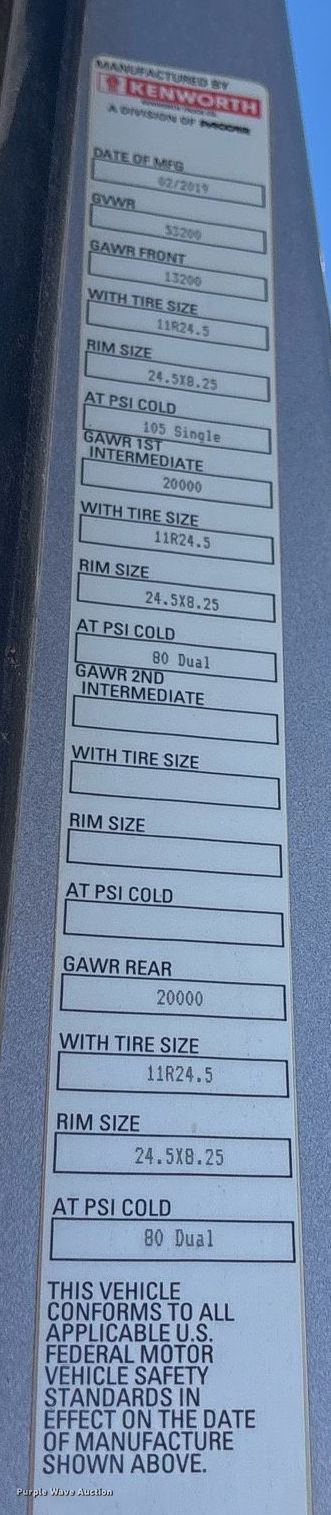 MANUFACTURED BY
KENWORTH
A DIVISION OF PACCAR
DATE OF MFG
02/2019
GVWR
53200
GAWR FRONT
13200
WITH TIRE SIZE
11R24.5
RIM SIZE
24.5X8.25
AT PSI COLD
105 Single
GAWR 1ST
INTERMEDIATE
20000
WITH TIRE SIZE
11R24.5
RIM SIZE
24.5X8.25
AT PSI COLD
80 Dual
GAWR 2ND
INTERMEDIATE
WITH TIRE SIZE
RIM SIZE
AT PSI COLD
GAWR REAR
20000
WITH TIRE SIZE
11R24.5
RIM SIZE
24.5X8.25
AT PSI COLD
80 Dual
THIS VEHICLE
CONFORMS TO ALL
APPLICABLE U.S.
FEDERAL MOTOR
VEHICLE SAFETY
STANDARDS IN
EFFECT ON THE DATE
OF MANUFACTURE
SHOWN ABOVE.
Purple Wave Auction